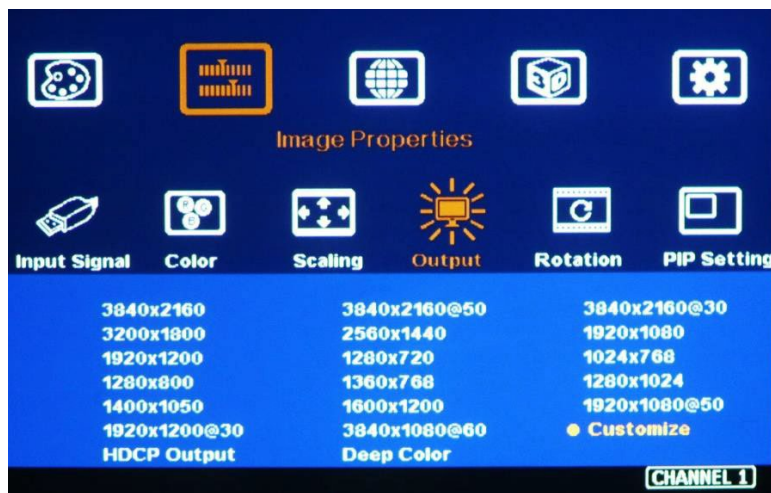 3D
Image Properties
R G B
Input Signal Color Scaling Output Rotation PIP Setting
3840x2160 3840x2160@50 3840x2160@30
3200x1800 2560x1440 1920x1080
1920x1200 1280x720 1024x768
1280x800 1360x768 1280x1024
1400x1050 1600x1200 1920x1080@50
1920x1200@30 3840x1080@60 Customize
HDCP Output Deep Color
CHANNEL 1